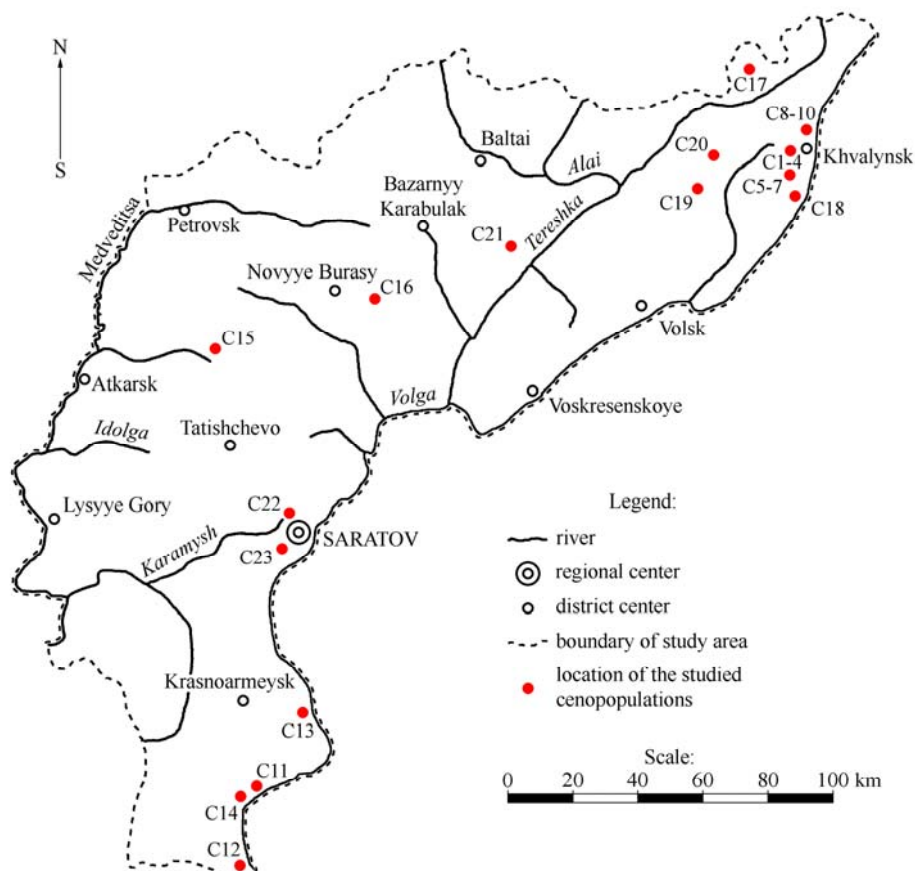 N
S
C17
C8-10
Baltai
C20
Khvalynsk
Alai
C1-4
Bazarnyy
Karabulak
C5-7
C19
C18
Medveditsa
Petrovsk
C21
Tereshka
Novyye Burasy
C16
Volsk
C15
Atkarsk
Volga
Voskresenskoye
Idolga
Tatishchevo
Lysyye Gory
C22
Legend:
SARATOV
river
Karamysh
C23
regional center
district center
boundary of study area
Krasnoarmeysk
location of the studied
cenopopulations
C13
C11
Scale:
0 20 40 60 80 100 km
C14
C12